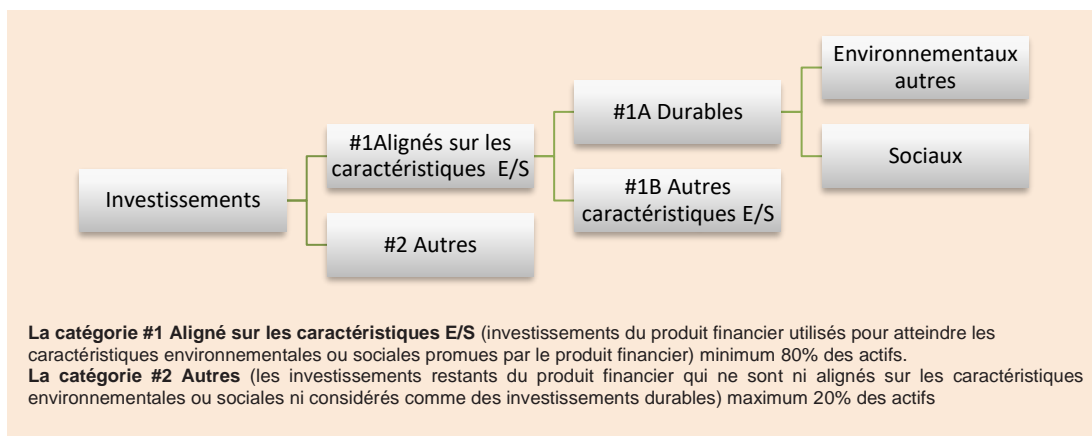 Investissements
#1Alignés sur les
caractéristiques E/S
#2 Autres
#1A Durables
#1B Autres
caractéristiques E/S
Environnementaux
autres
Sociaux
La catégorie #1 Aligné sur les caractéristiques E/S (investissements du produit financier utilisés pour atteindre les
caractéristiques environnementales ou sociales promues par le produit financier) minimum 80% des actifs.
La catégorie #2 Autres (les investissements restants du produit financier qui ne sont ni alignés sur les caractéristiques
environnementales ou sociales ni considérés comme des investissements durables) maximum 20% des actifs